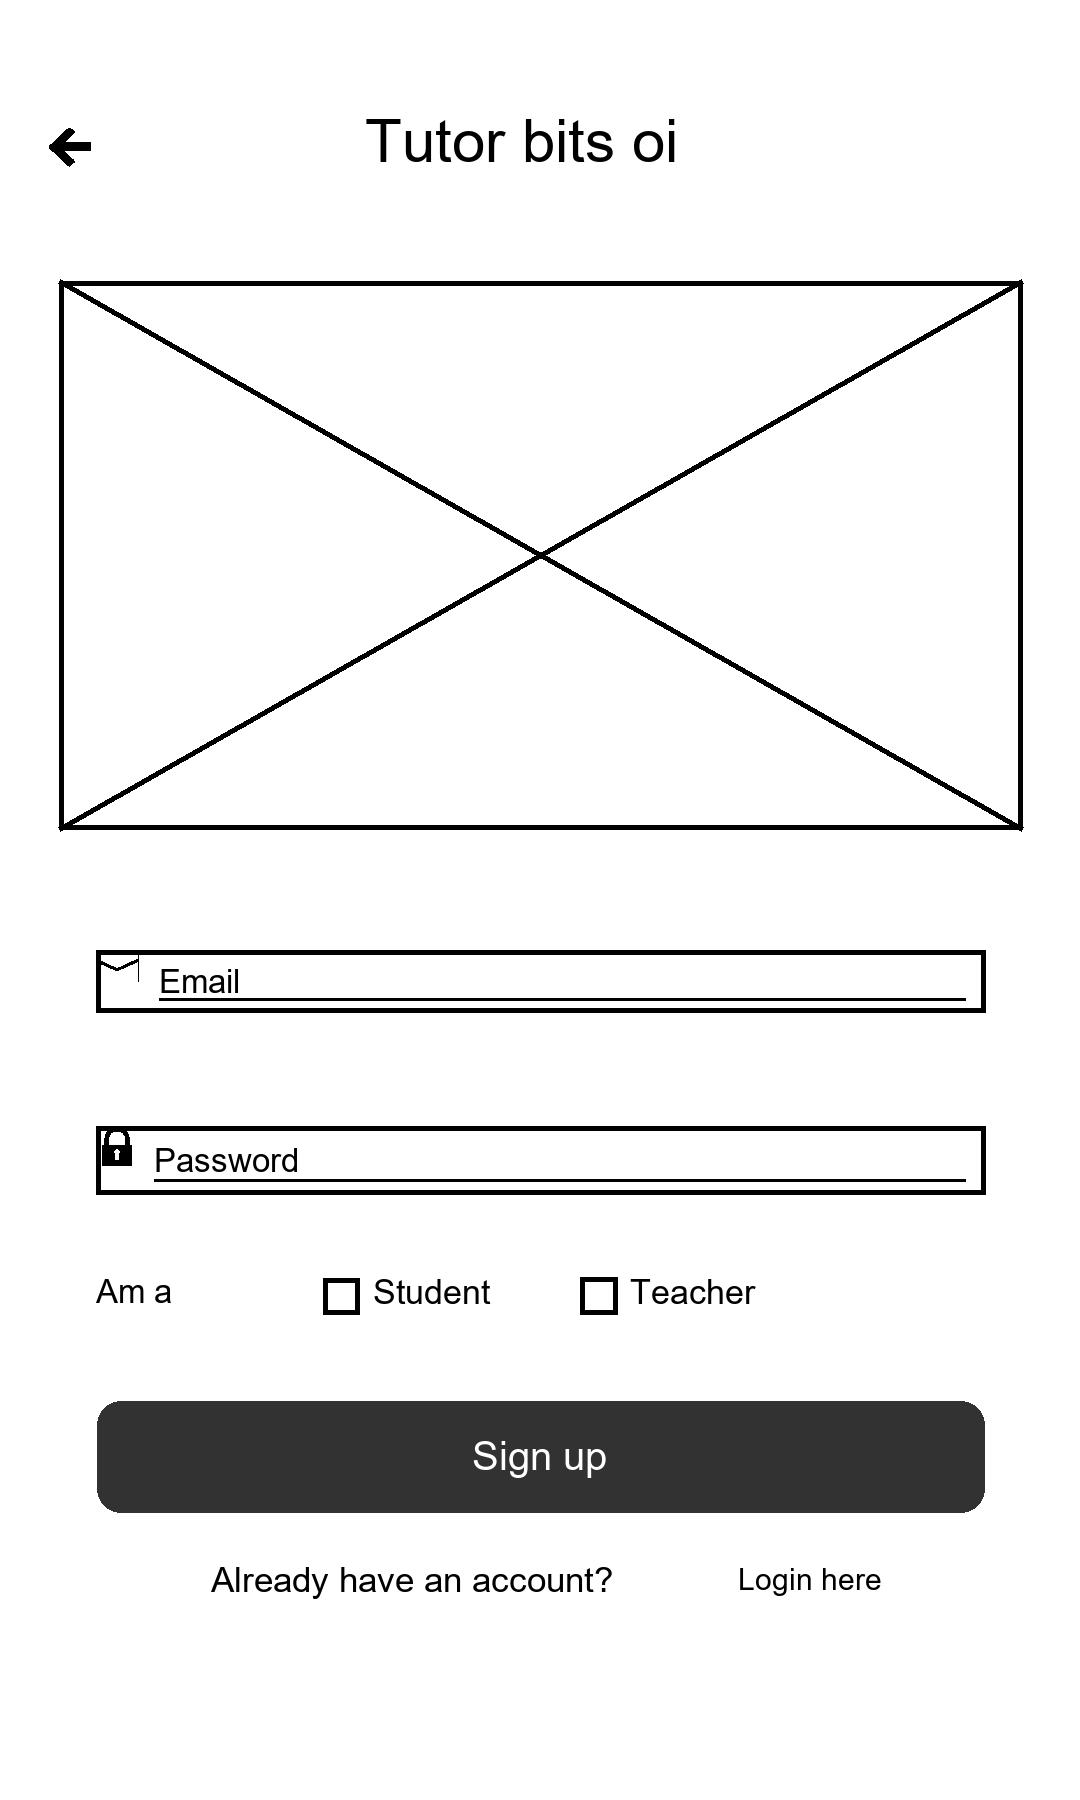 Tutor bits oi
Email
Password
Am a Student Teacher
Sign up
Already have an account? Login here